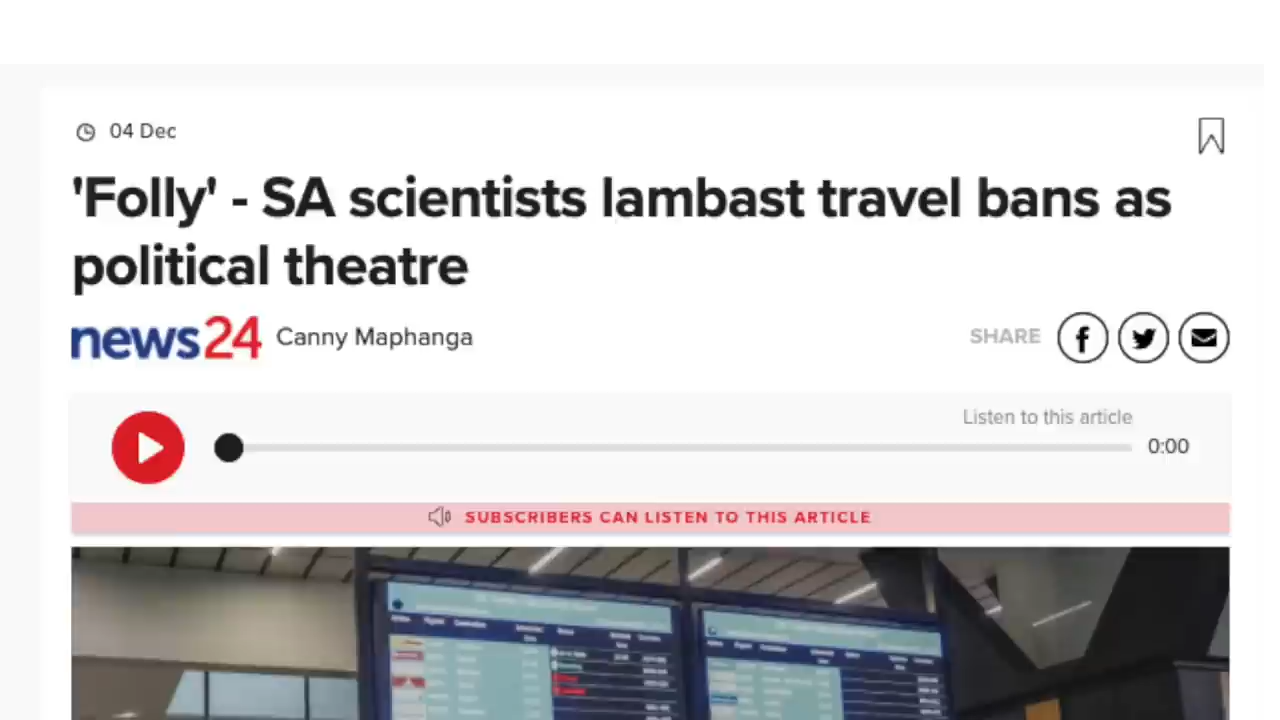 04 Dec
'Folly' - SA scientists lambast travel bans as
political theatre
news24 Canny Maphanga
SHARE
Listen to this article
0:00
SUBSCRIBERS CAN LISTEN TO THIS ARTICLE